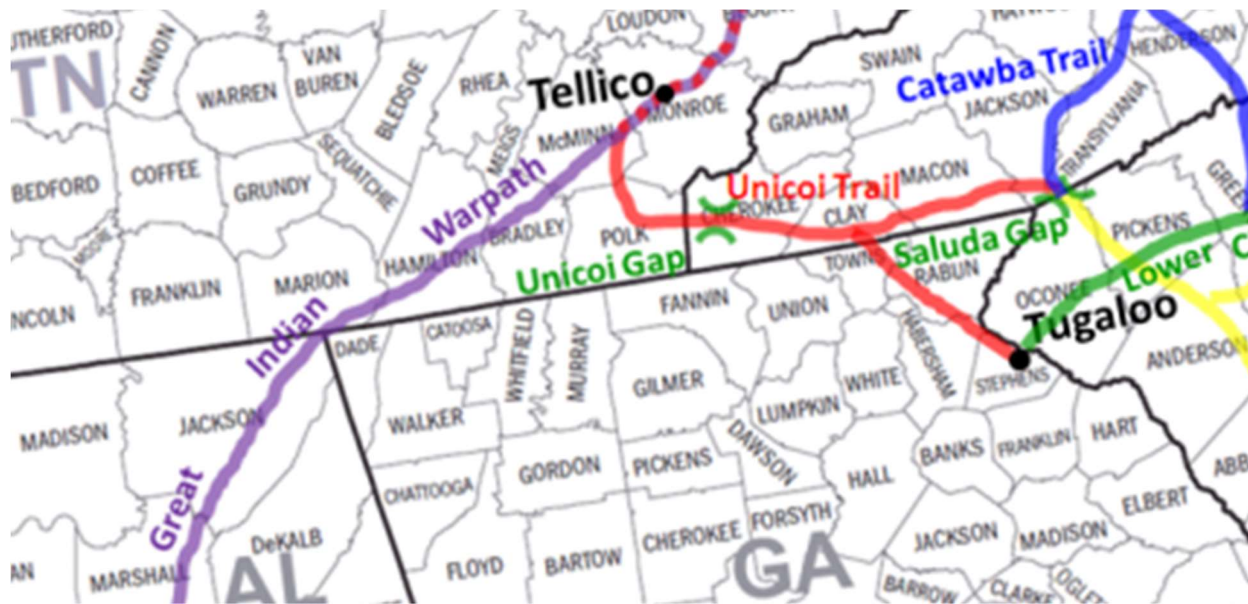 LOUDON
UTHERFORD
CANNON
VAN
BUREN
WARREN
BLEDSOE
RHEA
TN
Tellico
MONROE
McMINN
MEIGS
SWAIN
HENDERSON
Catawba Trail
JACKSON
TRANSYLVANIA
GRAHAM
BEDFORD
COFFEE
GRUNDY
SEQUATCHIE
MOORE
Warpath
Unicoi Trail
MACON
CHEROKEE
CLAY
PICKENS
BRADLEY
POLK
HAMILTON
Unicoi Gap
Saluda Gap
TOWNS
RABUN
OCONEE
Lower C
Tugaloo
NCOLN
FRANKLIN
MARION
Indian
DADE
CATOOSA
WHITFIELD
MURRAY
FANNIN
UNION
HABERSHAM
STEPHENS
ANDERSON
GILMER
WHITE
LUMPKIN
MADISON
JACKSON
WALKER
GORDON
PICKENS
DAWSON
HALL
BANKS
FRANKLIN
HART
ABB
Great
CHATTOOGA
CHEROKEE
FORSYTH
ELBERT
JACKSON
MADISON
AN
MARSHALL
DeKALB
AL
FLOYD
BARTOW
GA
BARROW
CLARKE
OGLET